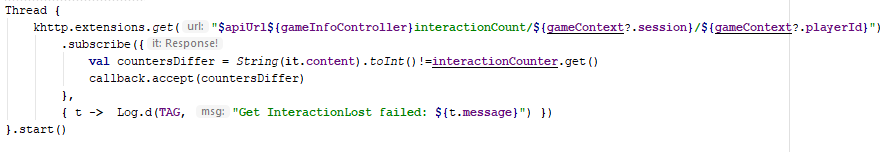 Thread {
khttp.extensions.get( url: "$apiUrl${gameInfoController}interactionCount/${gameContext?.session}/${gameContext?.playerId}")
.subscribe({ it: Response!
val countersDiffer = String(it.content).toInt()!=interactionCounter.get()
callback.accept(countersDiffer)
},
{ t -> Log.d(TAG, msg: "Get InteractionLost failed: ${t.message}") })
}.start()